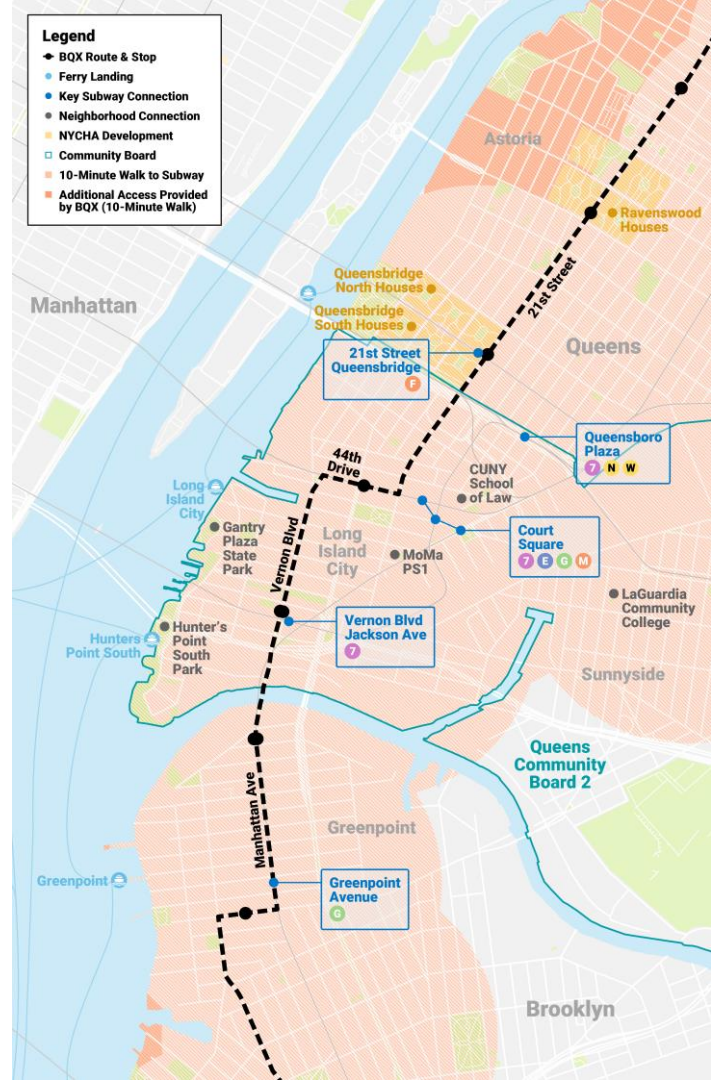 Legend
BQX Route & Stop
Ferry Landing
Key Subway Connection
Neighborhood Connection
NYCHA Development
Community Board
10-Minute Walk to Subway
Additional Access Provided
by BQX (10-Minute Walk)
Astoria
Ravenswood
Houses
Manhattan
Queensbridge
North Houses
Queensbridge
South Houses
21st Street
Queens
21st Street
Queensbridge
F
Queensboro
Plaza
7 N W
44th
Drive
CUNY
School
of Law
Long
Island
City
Gantry
Plaza
State
Park
Vernon Blvd
Long
Island
City
Court
Square
7 E G M
MoMa
PS1
LaGuardia
Community
College
Hunters
Point South
Hunter's
Point
South
Park
Vernon Blvd
Jackson Ave
7
Sunnyside
Queens
Community
Board 2
Manhattan Ave
Greenpoint
Greenpoint
Greenpoint
Avenue
G
Brooklyn